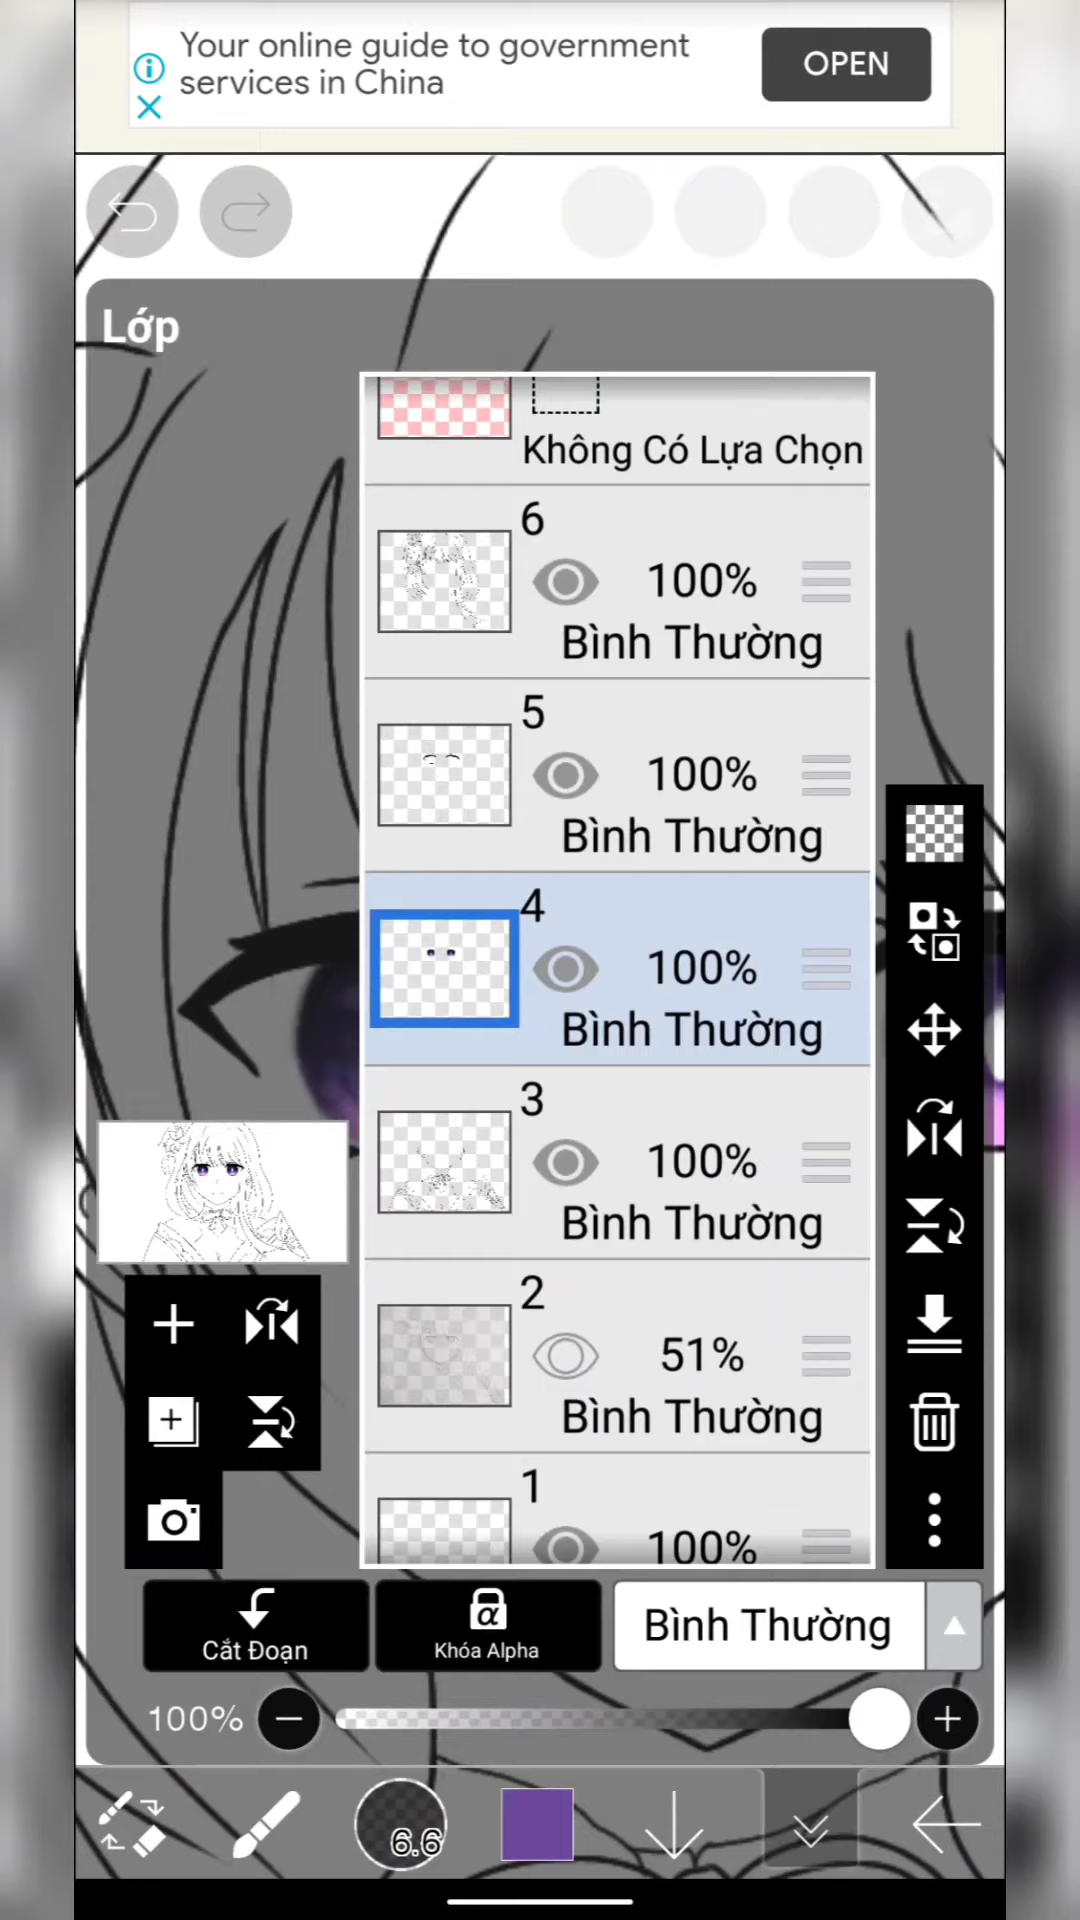 Your online guide to government
services in China
OPEN
Lớp
Không Có Lựa Chọn
6
100%
Bình Thường
5
100%
Bình Thường
4
100%
Bình Thường
3
100%
Bình Thường
2
51%
Bình Thường
1
100%
Cắt Đoạn
α
Khóa Alpha
Bình Thường
100%
6.6